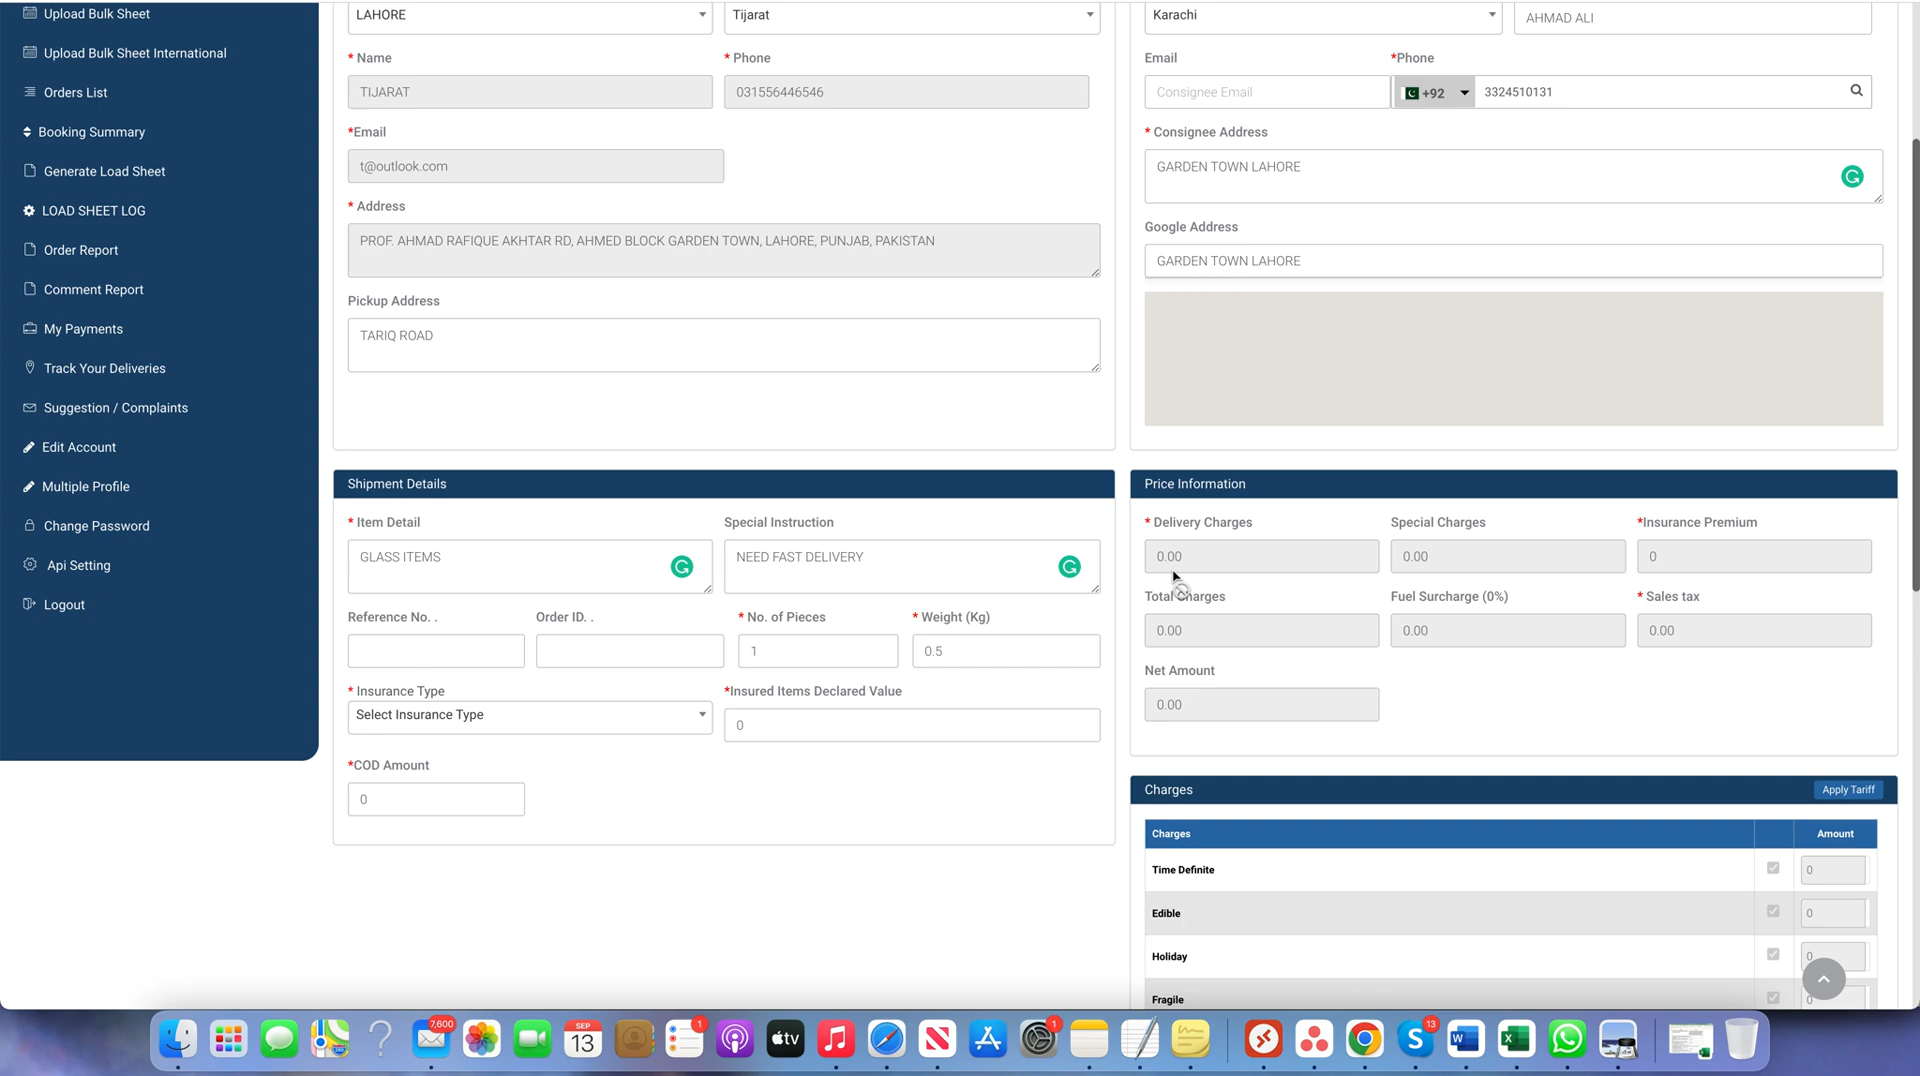 Upload Bulk Sheet
Upload Bulk Sheet International
Orders List
Booking Summary
Generate Load Sheet
LOAD SHEET LOG
Order Report
Comment Report
My Payments
Track Your Deliveries
Suggestion / Complaints
Edit Account
Multiple Profile
Change Password
Api Setting
Logout
LAHORE Tijarat
* Name * Phone
TIJARAT 031556446546
*Email
t@outlook.com
* Address
PROF. AHMAD RAFIQUE AKHTAR RD, AHMED BLOCK GARDEN TOWN, LAHORE, PUNJAB, PAKISTAN
Pickup Address
TARIQ ROAD
Karachi AHMAD ALI
Email *Phone
Consignee Email +92 3324510131
* Consignee Address
GARDEN TOWN LAHORE
Google Address
GARDEN TOWN LAHORE
Shipment Details
* Item Detail Special Instruction
GLASS ITEMS NEED FAST DELIVERY
Reference No. . Order ID. . * No. of Pieces * Weight (Kg)
1 0.5
* Insurance Type *Insured Items Declared Value
Select Insurance Type 0
*COD Amount
0
Price Information
* Delivery Charges Special Charges *Insurance Premium
0.00 0.00 0
Total Charges Fuel Surcharge (0%) * Sales tax
0.00 0.00 0.00
Net Amount
0.00
Charges Apply Tariff
Charges Amount
Time Definite 0
Edible 0
Holiday 0
Fragile 0
7,600 SEP 13 1 tv 1 S 13 W X